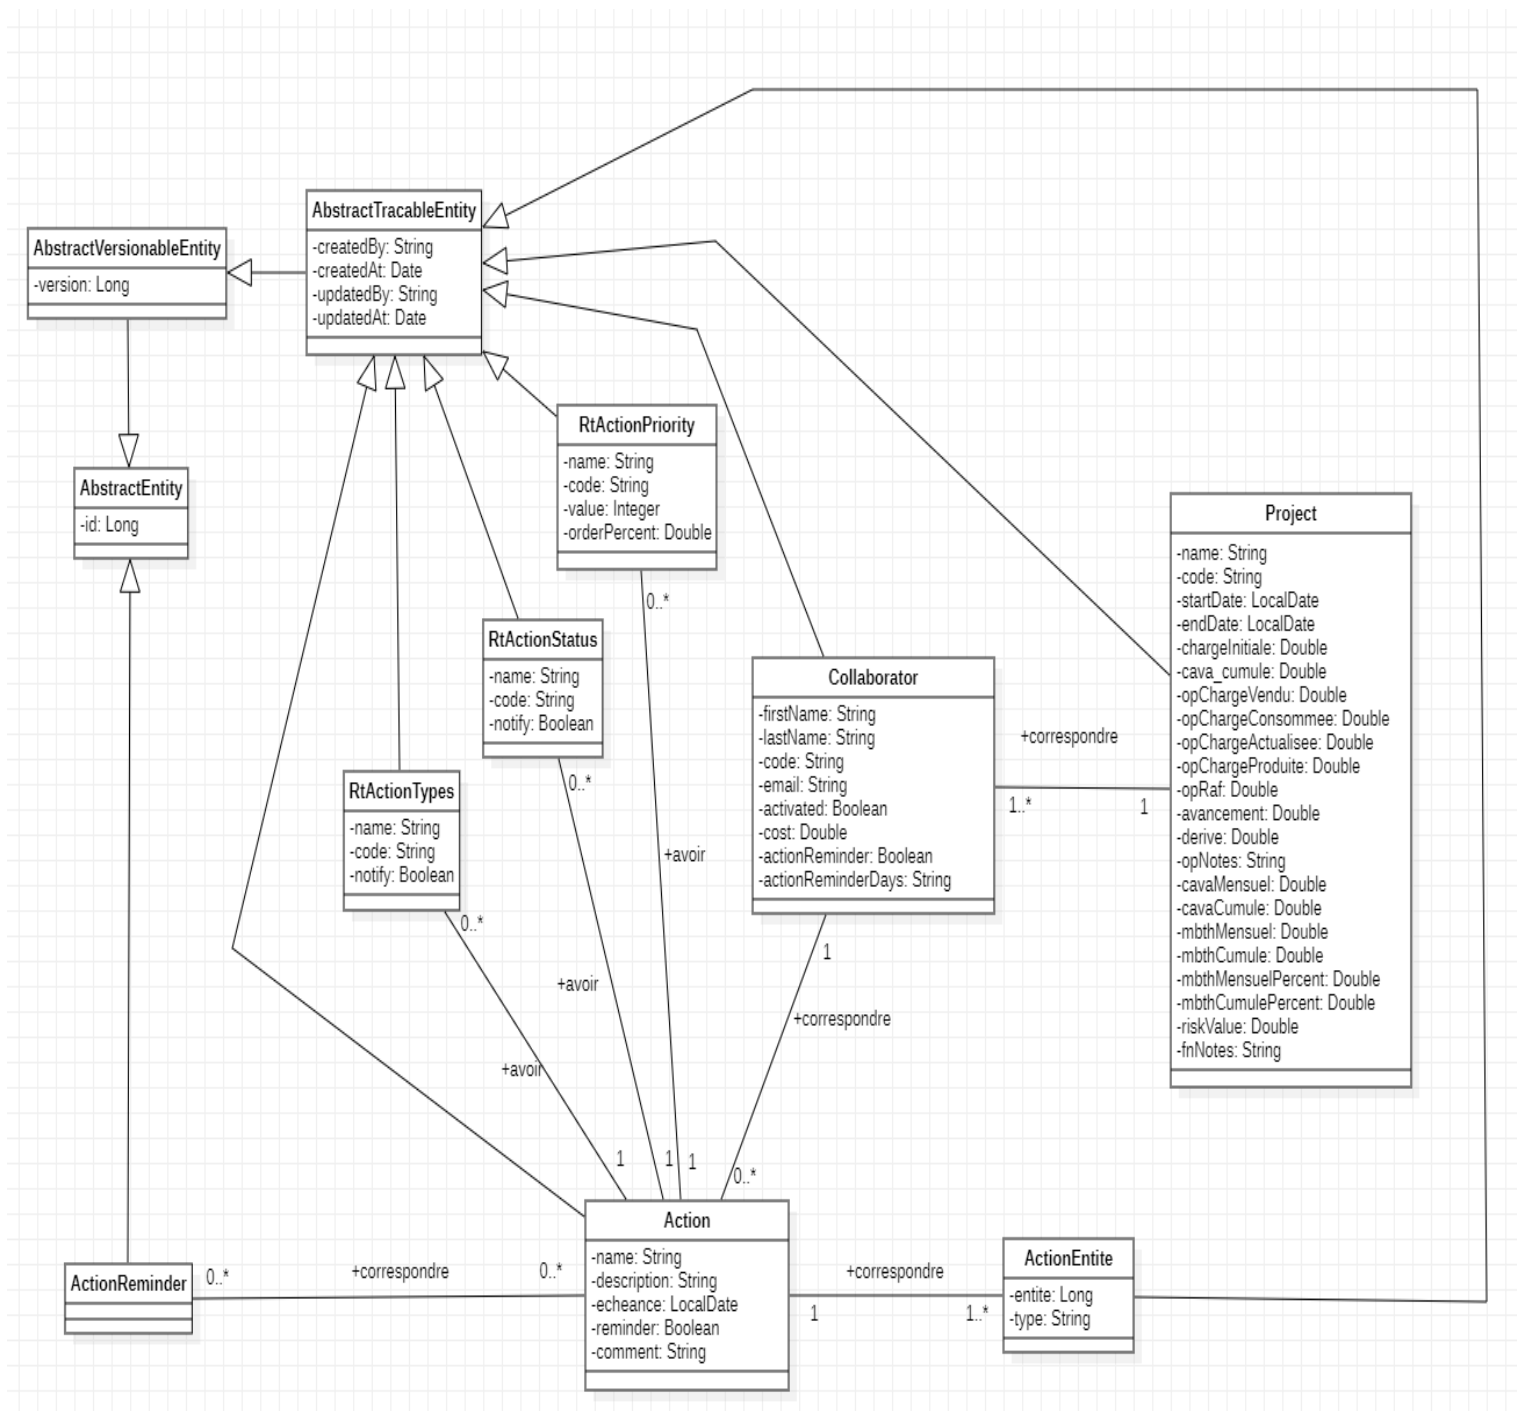 AbstractTracableEntity
-createdBy: String
-createdAt: Date
-updatedBy: String
-updatedAt: Date
AbstractVersionableEntity
-version: Long
AbstractEntity
-id: Long
RtActionPriority
-name: String
-code: String
-value: Integer
-orderPercent: Double
0..*
RtActionStatus
-name: String
-code: String
-notify: Boolean
0..*
RtActionTypes
-name: String
-code: String
-notify: Boolean
0..*
Collaborator
-firstName: String
-lastName: String
-code: String
-email: String
-activated: Boolean
-cost: Double
-actionReminder: Boolean
-actionReminderDays: String
+correspondre
1..*
1
Project
-name: String
-code: String
-startDate: LocalDate
-endDate: LocalDate
-chargeInitiale: Double
-cava_cumule: Double
-opChargeVendu: Double
-opChargeConsommee: Double
-opChargeActualisee: Double
-opChargeProduite: Double
-opRaf: Double
-avancement: Double
-derive: Double
-opNotes: String
-cavaMensuel: Double
-cavaCumule: Double
-mbthMensuel: Double
-mbthCumule: Double
-mbthMensuelPercent: Double
-mbthCumulePercent: Double
-riskValue: Double
-fnNotes: String
+avoir
+avoir
+avoir
1
+correspondre
1
1
1
0..*
ActionReminder
0..*
+correspondre
0..*
Action
-name: String
-description: String
-echeance: LocalDate
-reminder: Boolean
-comment: String
+correspondre
1
1..*
ActionEntite
-entite: Long
-type: String